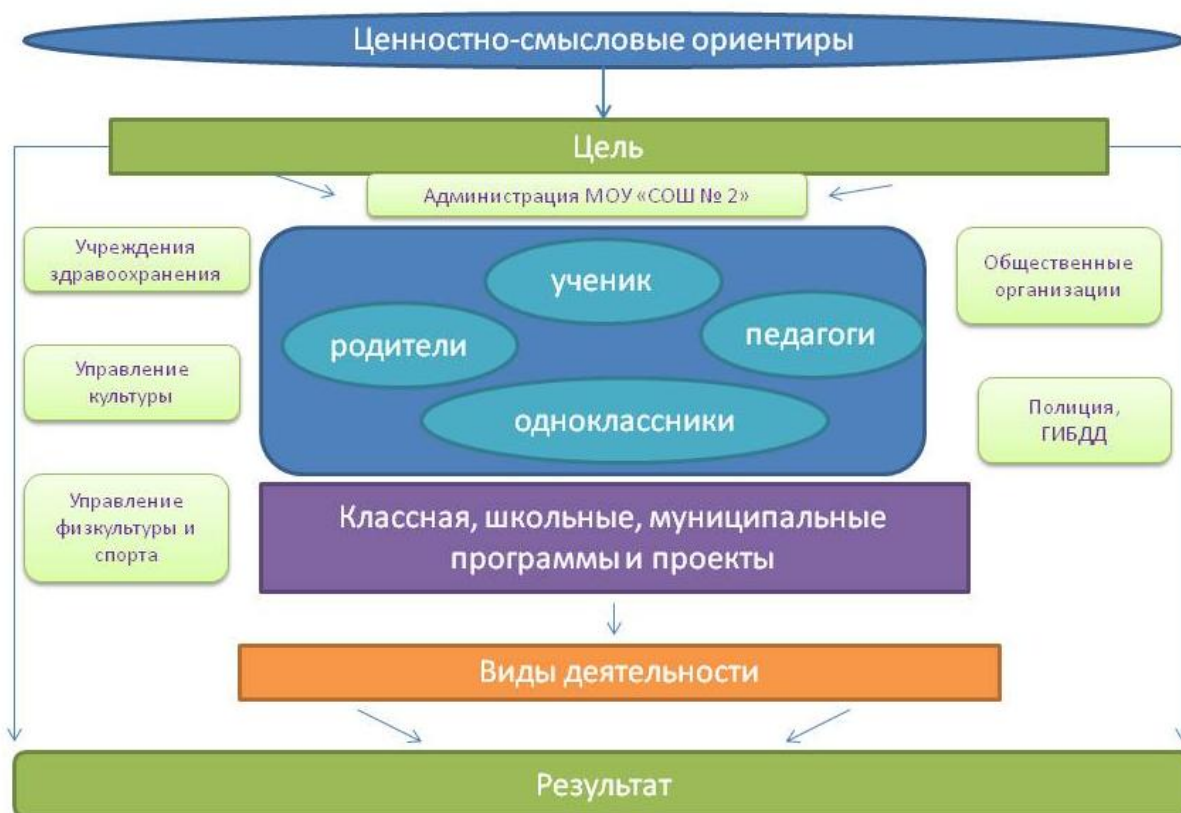 Ценностно-смысловые ориентиры
Цель
Администрация МОУ «СОШ № 2»
Учреждения
здравоохранения
Управление
культуры
Управление
физкультуры и
спорта
ученик
родители
педагоги
одноклассники
Общественные
организации
Полиция,
ГИБДД
Классная, школьные, муниципальные
программы и проекты
Виды деятельности
Результат